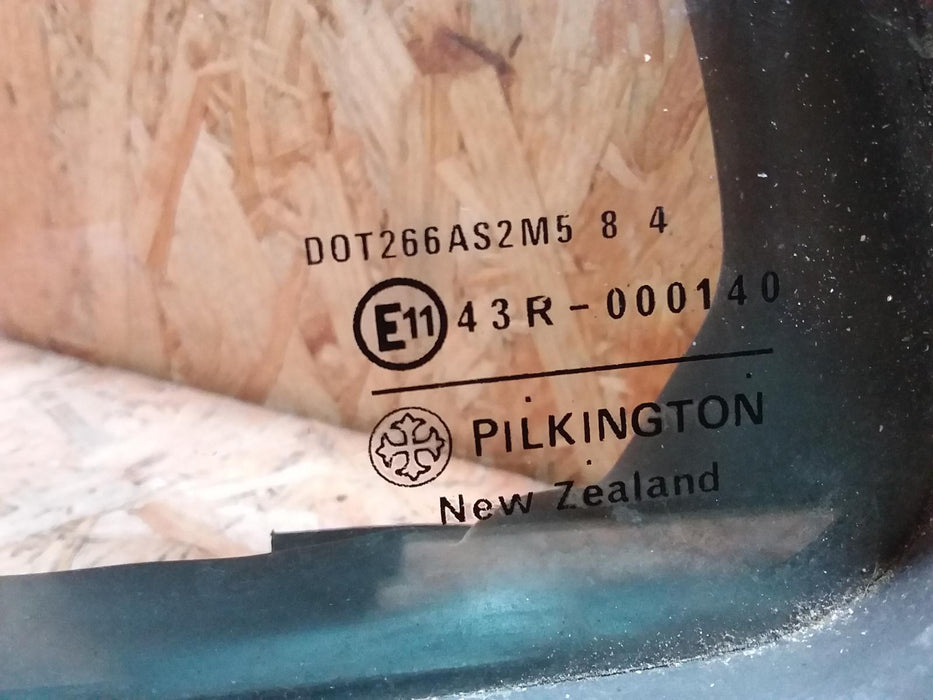 DOT266AS2M5 8 4
E11 43R-000140
PILKINGTON
New Zealand